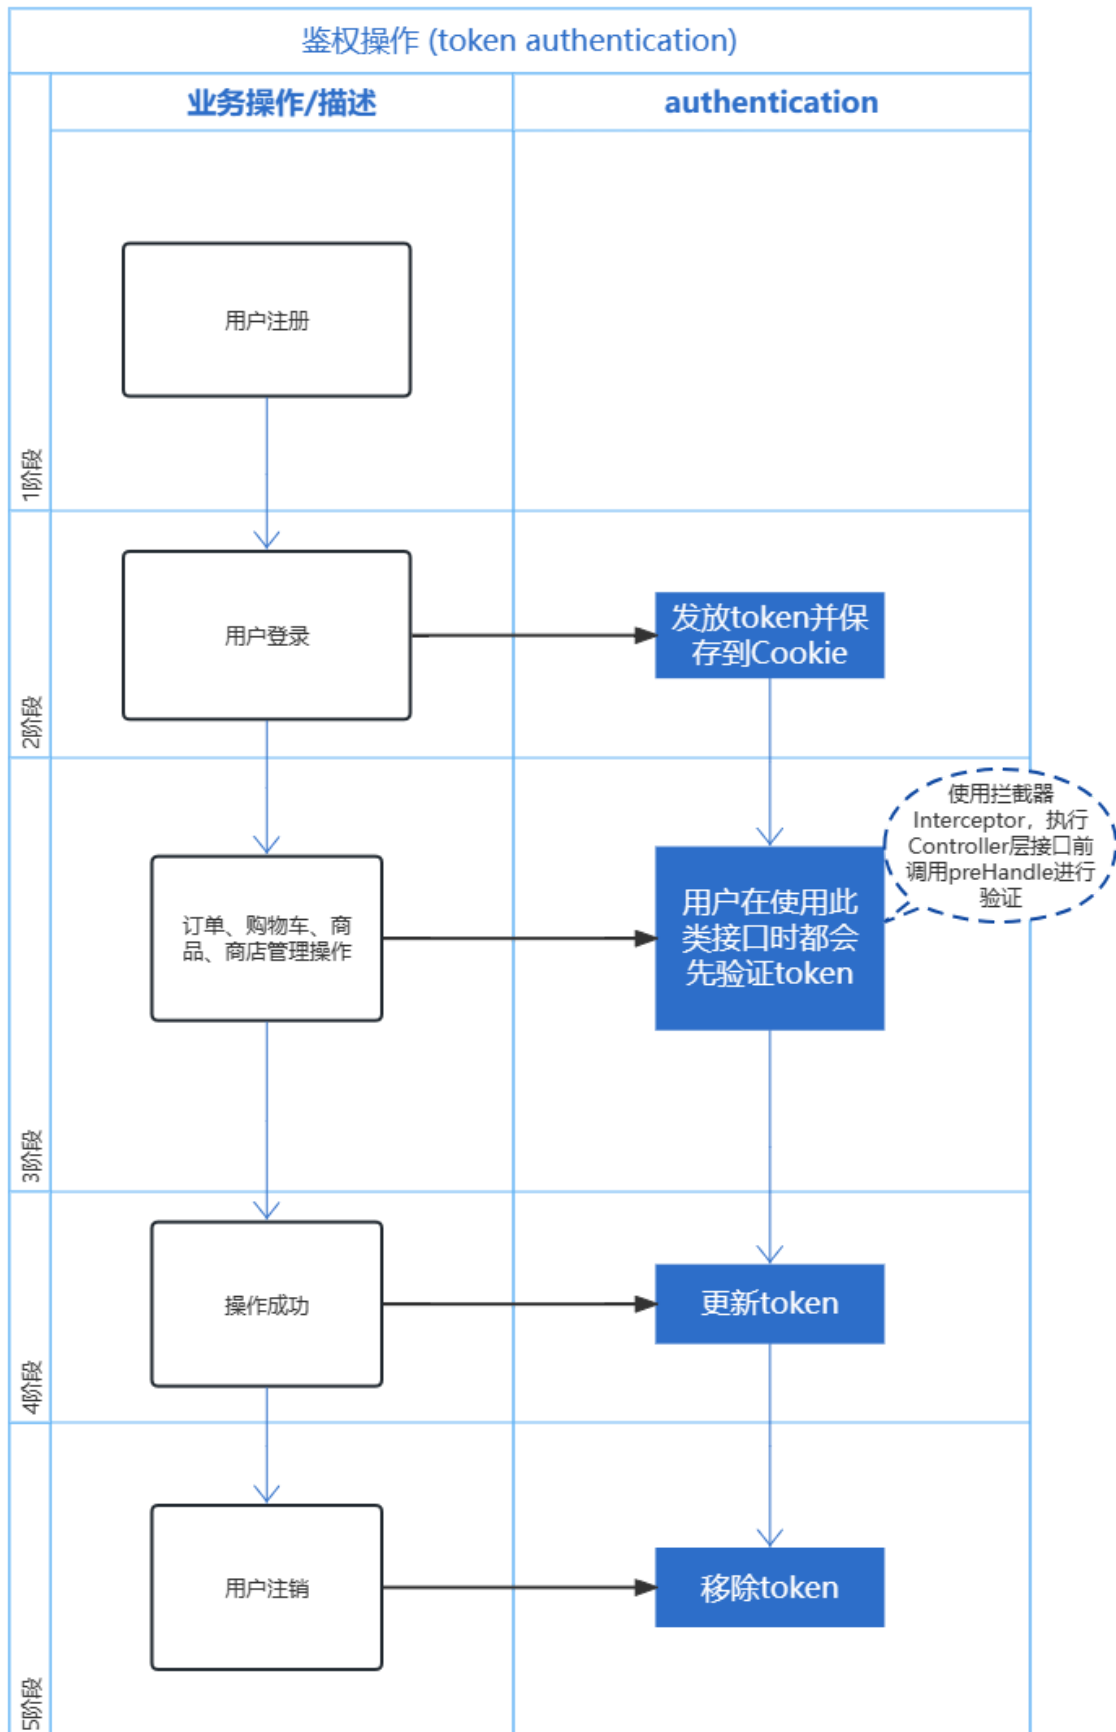 鉴权操作 (token authentication)
业务操作/描述
authentication
用户注册
1阶段
用户登录
发放token并保
存到Cookie
2阶段
使用拦截器
Interceptor，执行
Controller层接口前
调用preHandle进行
验证
订单、购物车、商
品、商店管理操作
用户在使用此
类接口时都会
先验证token
3阶段
操作成功
更新token
4阶段
用户注销
移除token
5阶段